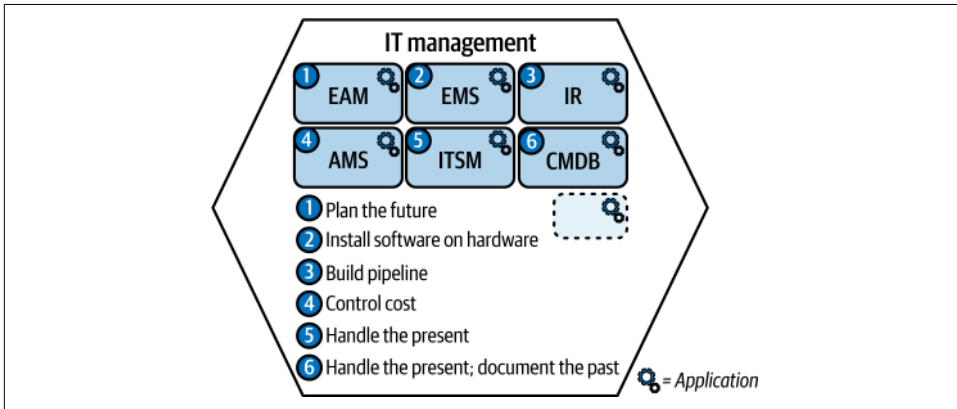 IT management
1 EAM
2 EMS
3 IR
4 AMS
5 ITSM
6 CMDB
1 Plan the future
2 Install software on hardware
3 Build pipeline
4 Control cost
5 Handle the present
6 Handle the present; document the past
= Application